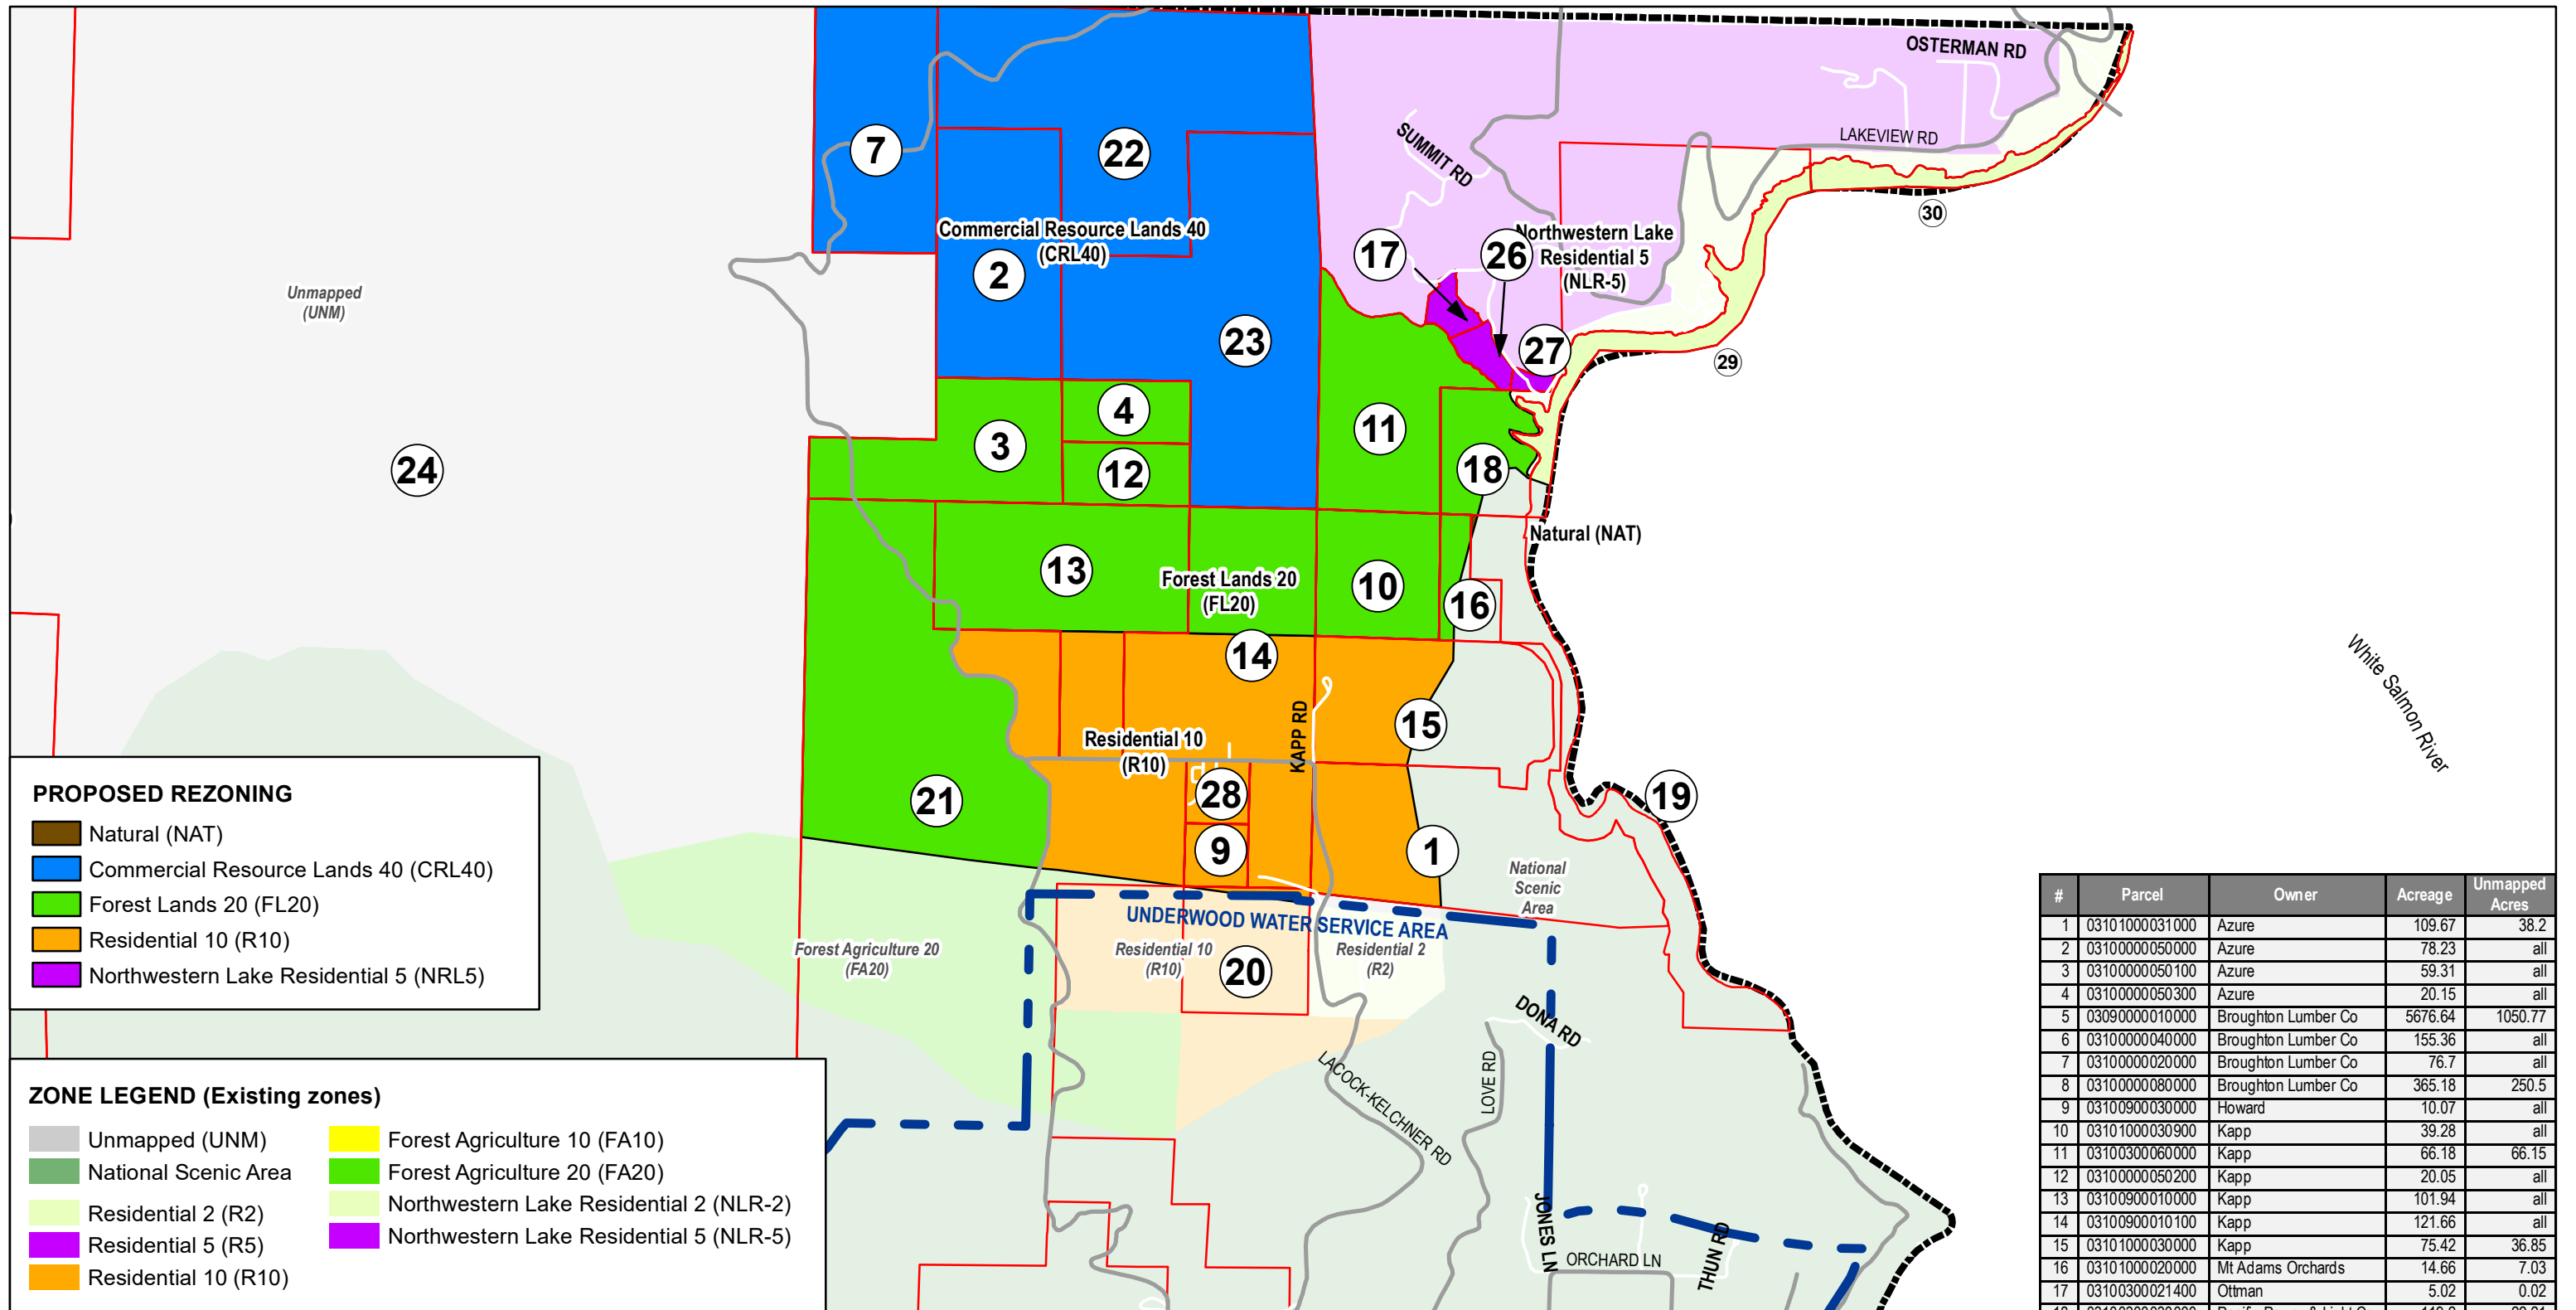 OSTERMAN RD
LAKEVIEW RD
SUMMIT RD
7
22
30
Commercial Resource Lands 40
(CRL40)
17
26
Northwestern Lake
Residential 5
(NLR-5)
2
Unmapped
(UNM)
23
27
29
4
11
3
24
12
18
Natural (NAT)
13
Forest Lands 20
(FL20)
10
16
14
White Salmon River
15
KAPP RD
Residential 10
(R10)
28
21
19
9
1
National
Scenic
Area
UNDERWOOD WATER SERVICE AREA
Forest Agriculture 20
(FA20)
Residential 10
(R10)
Residential 2
(R2)
20
DONA RD
LACOCK-KELCHNER RD
LOVE RD
JONES LN
ORCHARD LN
THUN RD
PROPOSED REZONING
Natural (NAT)
Commercial Resource Lands 40 (CRL40)
Forest Lands 20 (FL20)
Residential 10 (R10)
Northwestern Lake Residential 5 (NRL5)
ZONE LEGEND (Existing zones)
Unmapped (UNM)
National Scenic Area
Residential 2 (R2)
Residential 5 (R5)
Residential 10 (R10)
Forest Agriculture 10 (FA10)
Forest Agriculture 20 (FA20)
Northwestern Lake Residential 2 (NLR-2)
Northwestern Lake Residential 5 (NLR-5)
# Parcel Owner Acreage Unmapped Acres
1 03101000031000 Azure 109.67 38.2
2 03100000050000 Azure 78.23 all
3 03100000050100 Azure 59.31 all
4 03100000050300 Azure 20.15 all
5 03090000010000 Broughton Lumber Co 5676.64 1050.77
6 03100000040000 Broughton Lumber Co 155.36 all
7 03100000020000 Broughton Lumber Co 76.7 all
8 03100000080000 Broughton Lumber Co 365.18 250.5
9 03100900030000 Howard 10.07 all
10 03101000030900 Kapp 39.28 all
11 03100300060000 Kapp 66.18 66.15
12 03100000050200 Kapp 20.05 all
13 03100900010000 Kapp 101.94 all
14 03100900010100 Kapp 121.66 all
15 03101000030000 Kapp 75.42 36.85
16 03101000020000 Mt Adams Orchards 14.66 7.03
17 03100300021400 Ottman 5.02 0.02